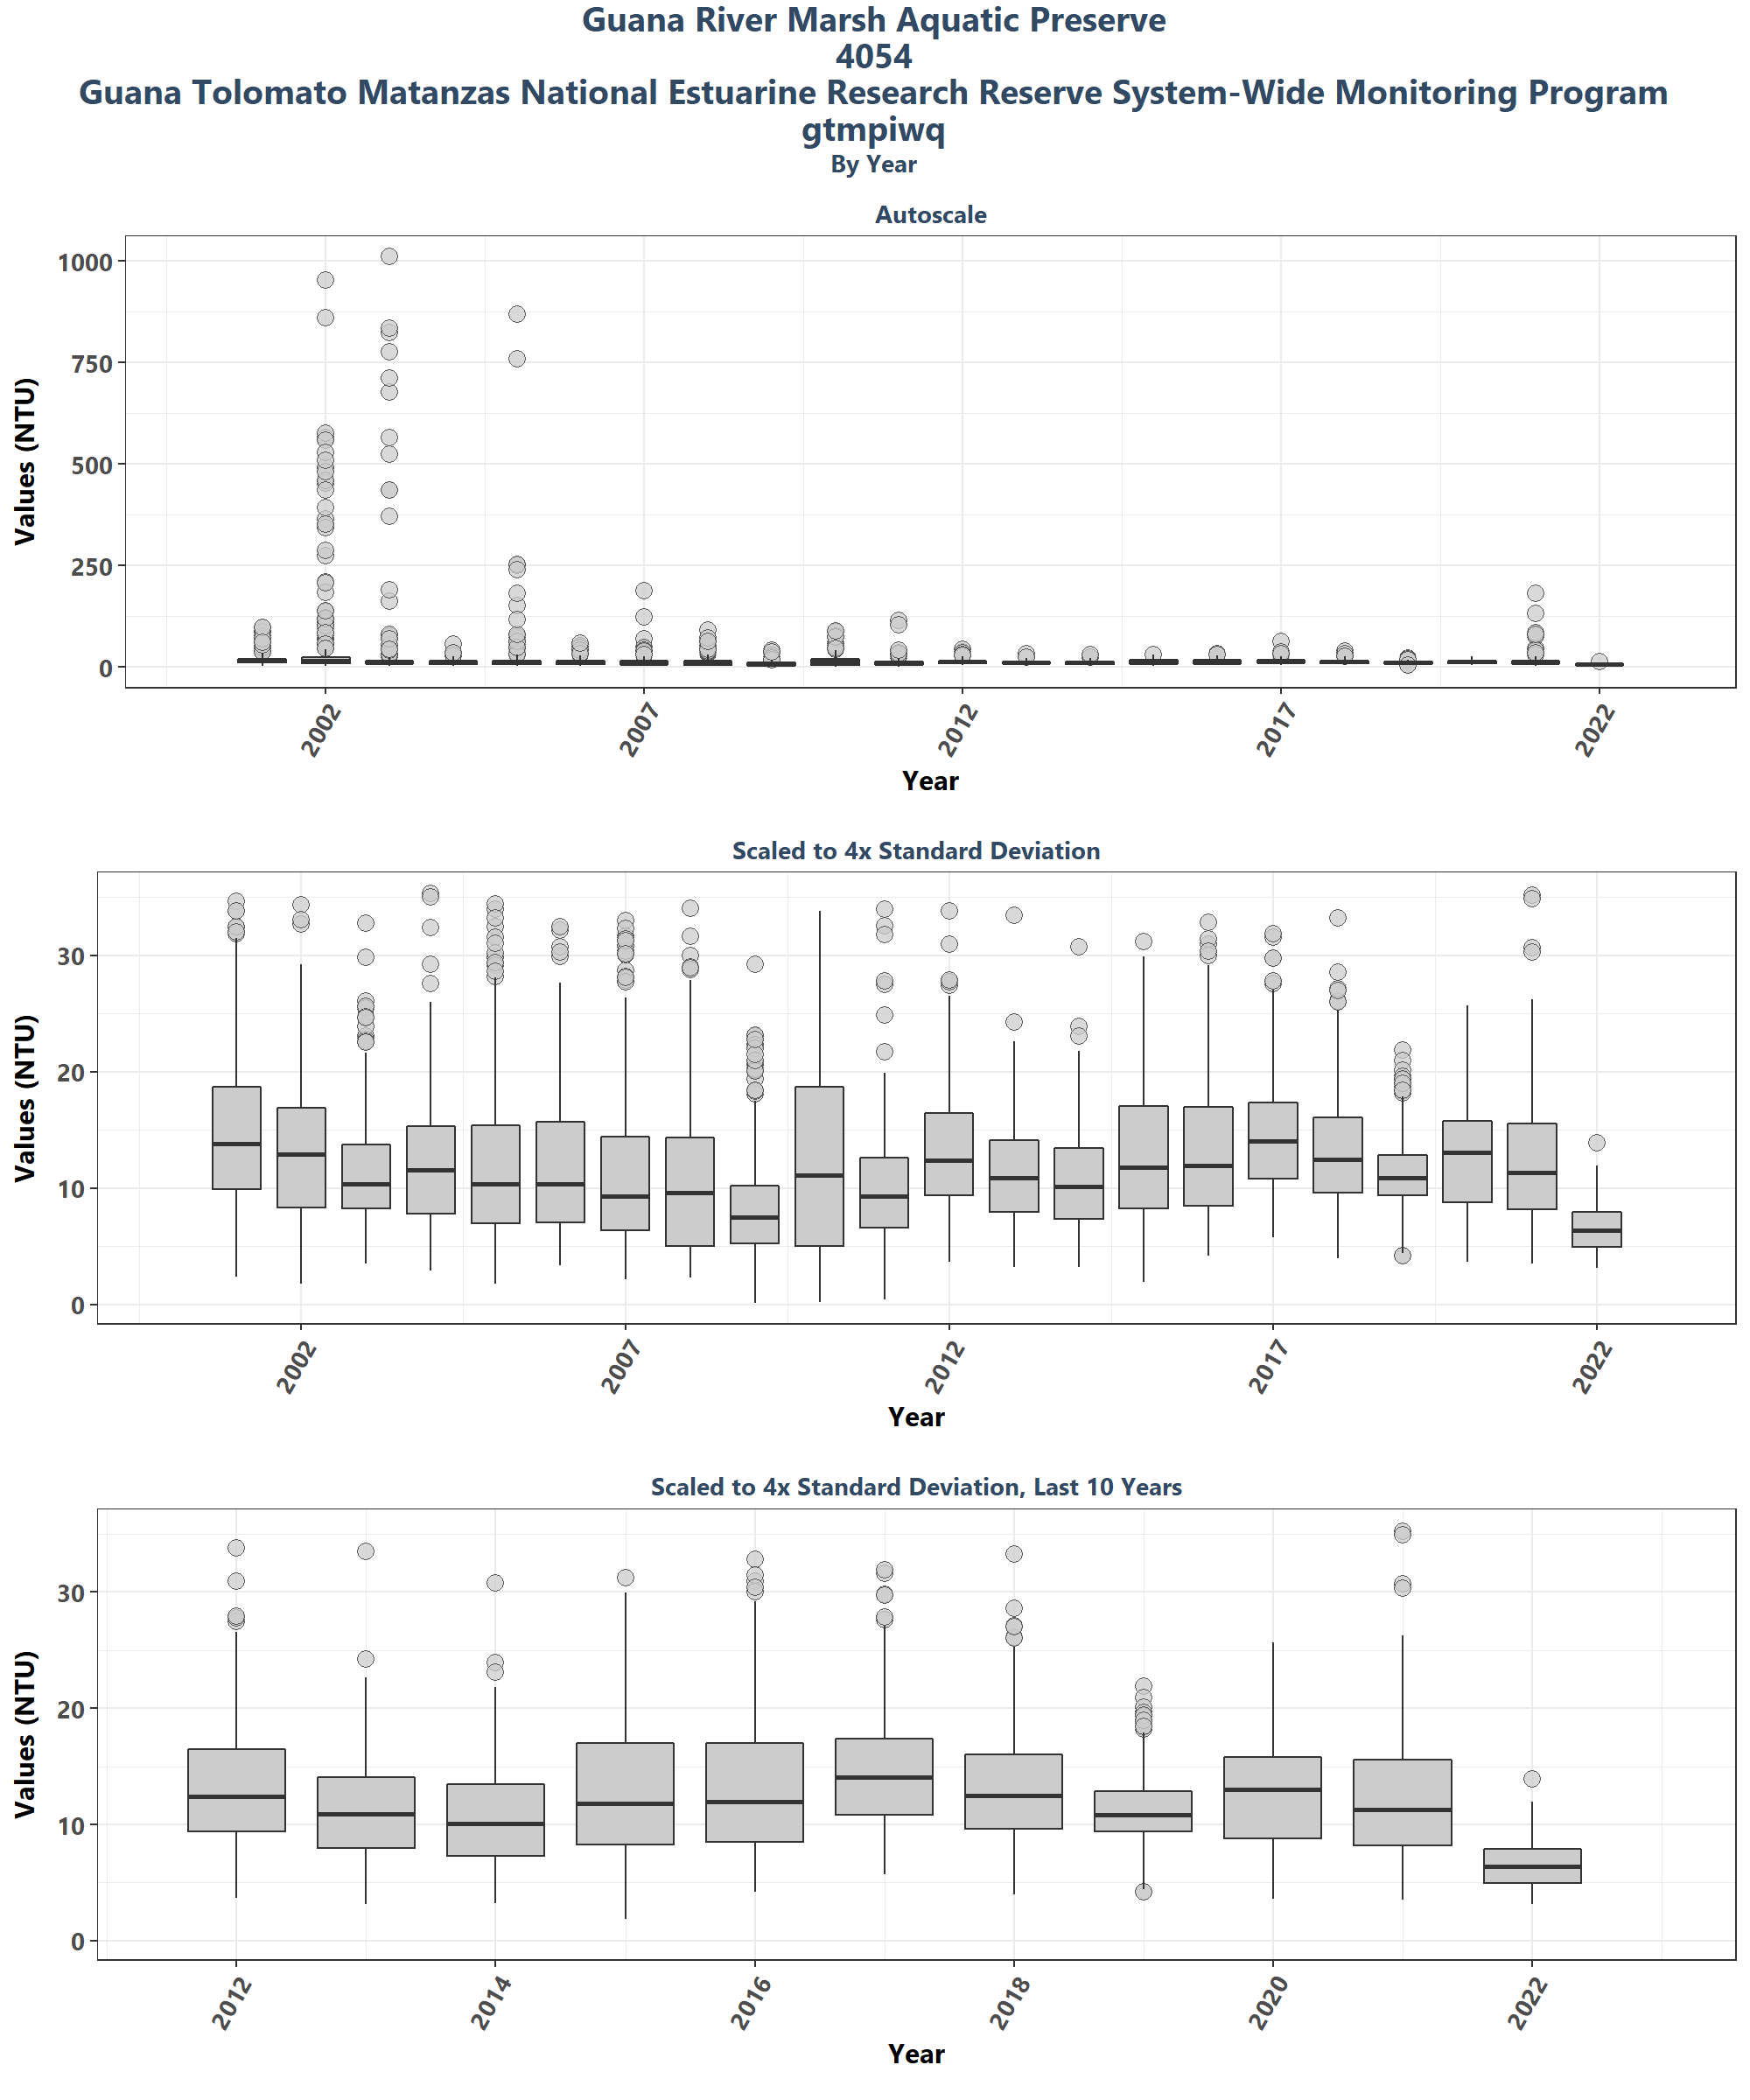 Guana River Marsh Aquatic Preserve
4054
Guana Tolomato Matanzas National Estuarine Research Reserve System-Wide Monitoring Program
gtmpiwq
By Year
Autoscale
Values (NTU)
1000
750
500
250
0
2002 2007 2012 2017 2022
Year
Scaled to 4x Standard Deviation
Values (NTU)
30
20
10
0
2002 2007 2012 2017 2022
Year
Scaled to 4x Standard Deviation, Last 10 Years
Values (NTU)
30
20
10
0
2012 2014 2016 2018 2020 2022
Year